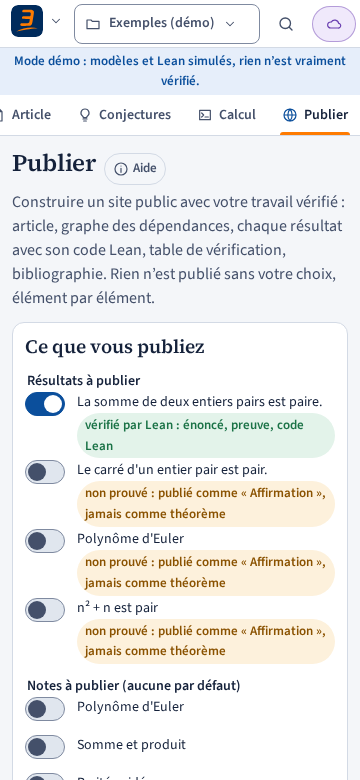 Exemples (démo)
Mode démo : modèles et Lean simulés, rien n’est vraiment
vérifié.
Article
Conjectures
Calcul
Publier
Publier
Aide
Construire un site public avec votre travail vérifié :
article, graphe des dépendances, chaque résultat
avec son code Lean, table de vérification,
bibliographie. Rien n’est publié sans votre choix,
élément par élément.
Ce que vous publiez
Résultats à publier
La somme de deux entiers pairs est paire.
vérifié par Lean : énoncé, preuve, code
Lean
Le carré d'un entier pair est pair.
non prouvé : publié comme « Affirmation »,
jamais comme théorème
Polynôme d'Euler
non prouvé : publié comme « Affirmation »,
jamais comme théorème
n² + n est pair
non prouvé : publié comme « Affirmation »,
jamais comme théorème
Notes à publier (aucune par défaut)
Polynôme d'Euler
Somme et produit